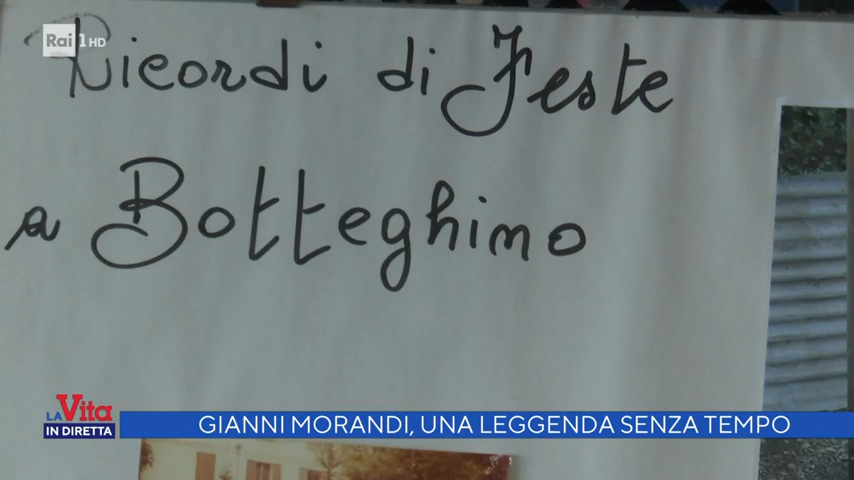 Rai 1 HD
Ricordi di Feste
a Botteghino
LA Vita
IN DIRETTA
GIANNI MORANDI, UNA LEGGENDA SENZA TEMPO